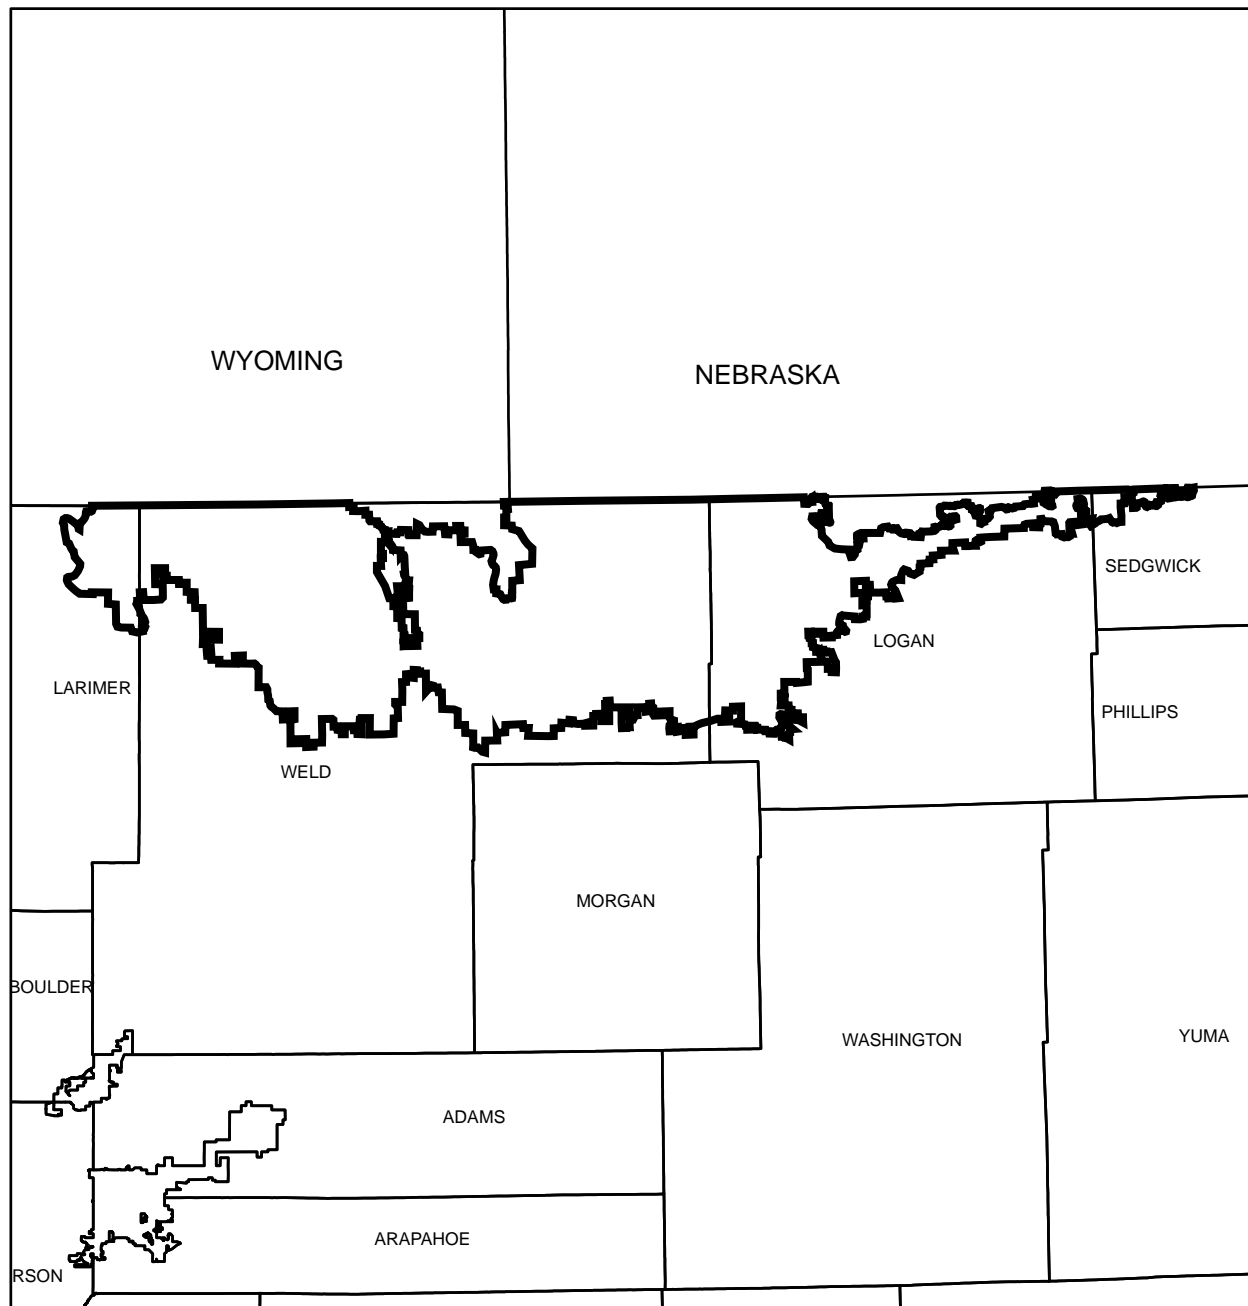 WYOMING
NEBRASKA
SEDGWICK
LOGAN
LARIMER
PHILLIPS
WELD
MORGAN
BOULDER
WASHINGTON
YUMA
ADAMS
ARAPAHOE
RSON